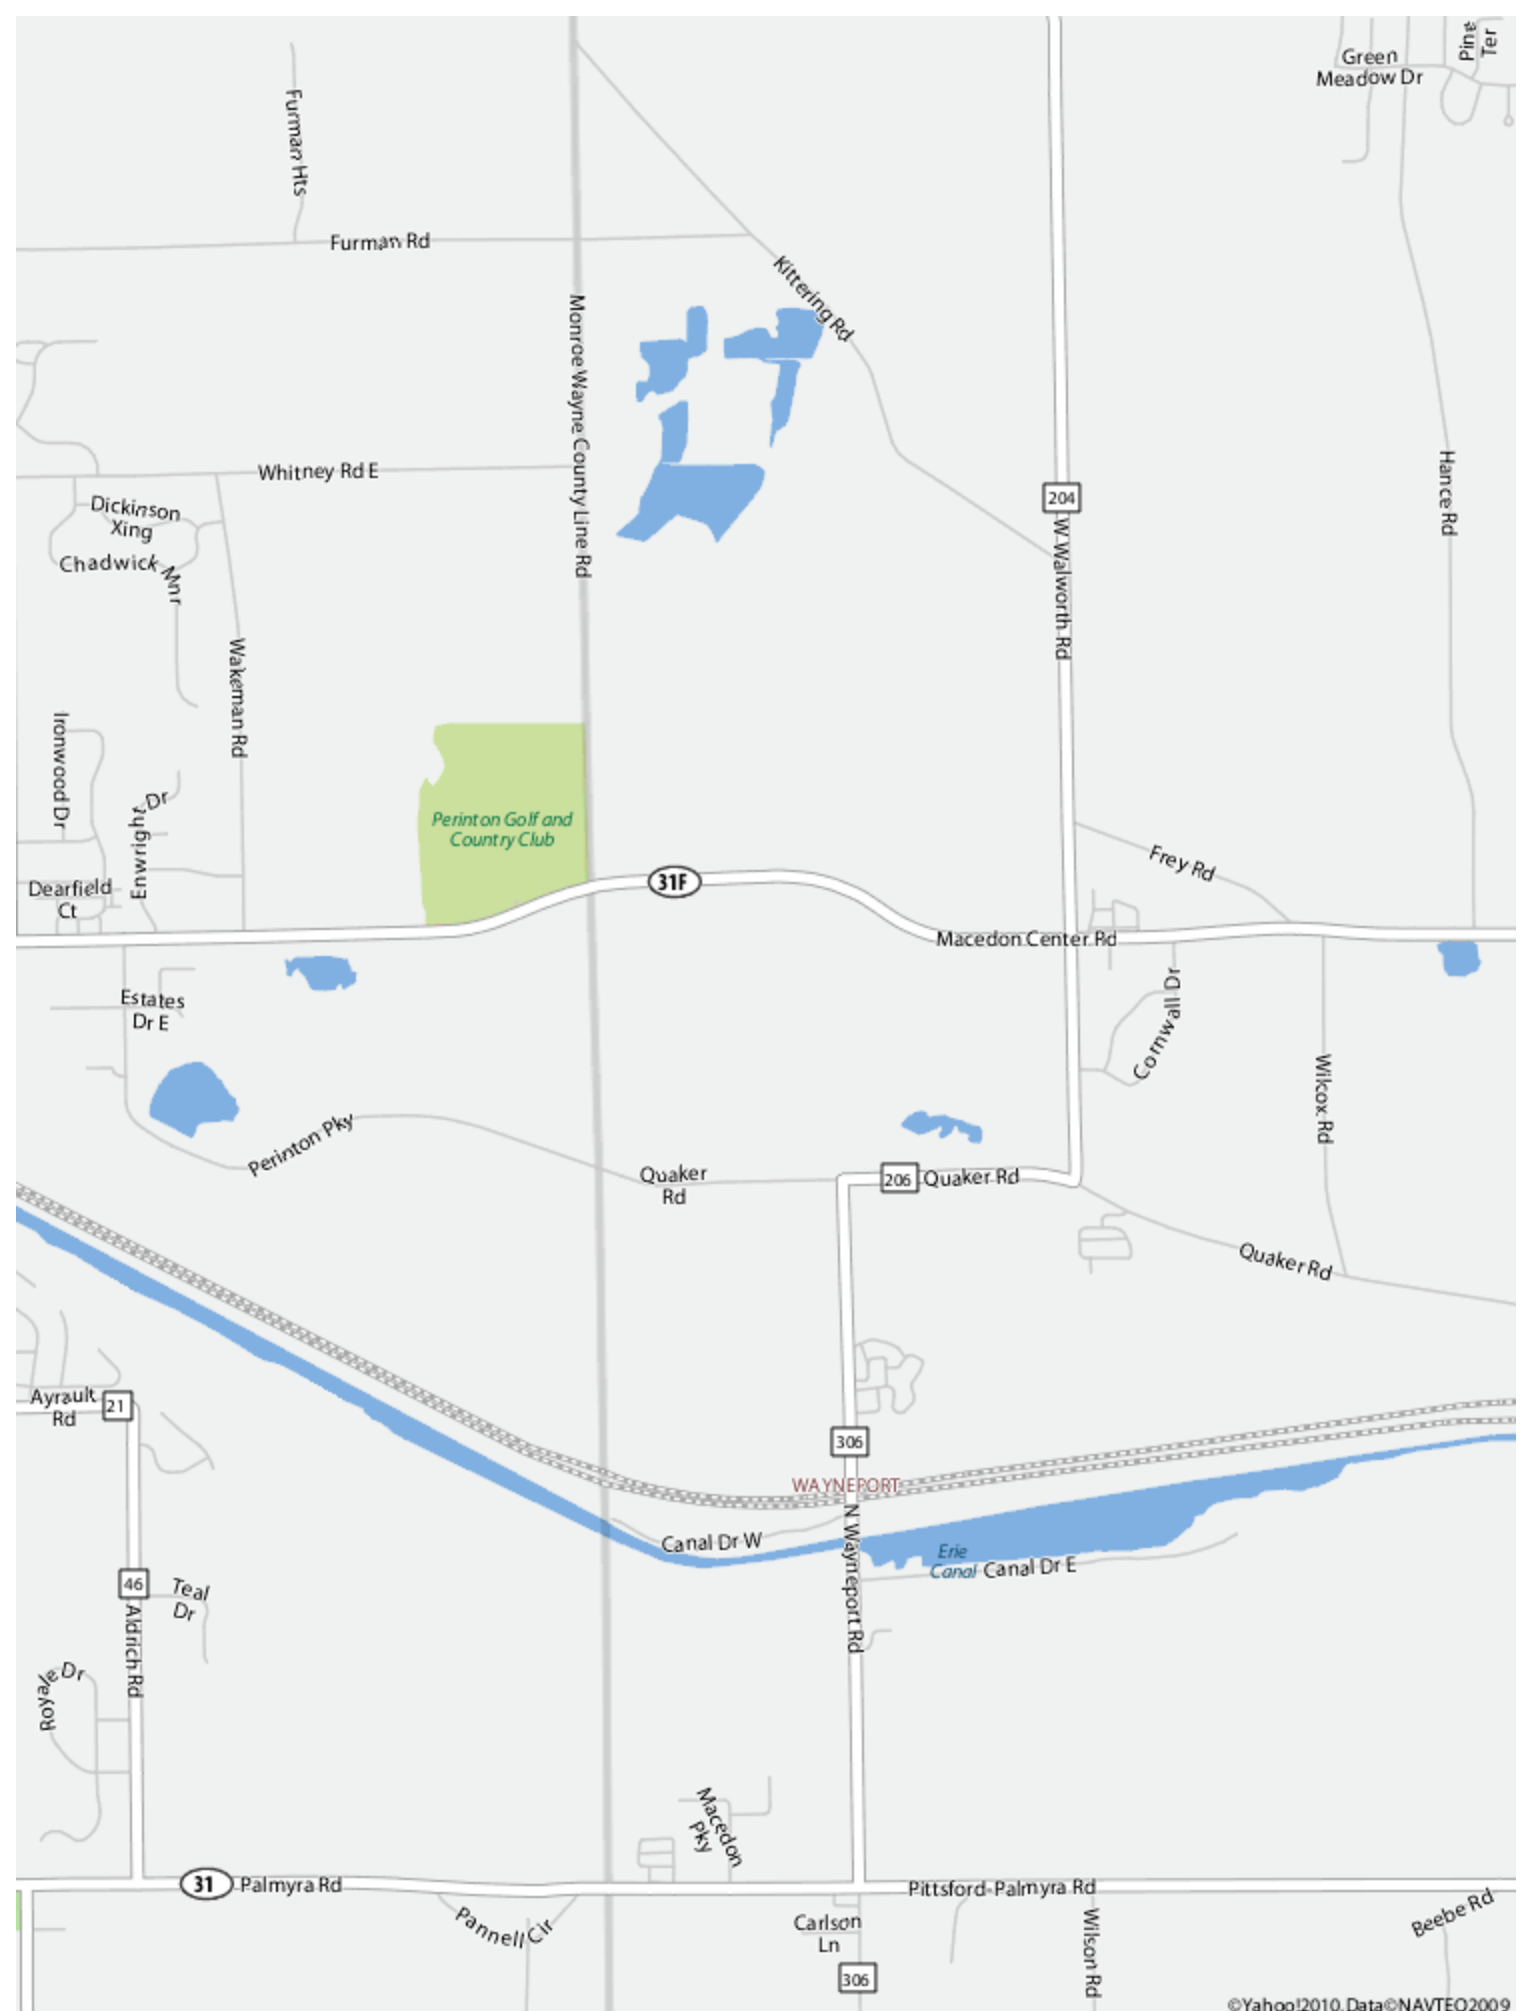 Pine
Ter
Green
Meadow Dr
Furman Hts
Furman Rd
Kittering Rd
Monroe Wayne County Line Rd
Whitney Rd E
Dickinson
Xing
Chadwick Mnr
204
W Walworth Rd
Hance Rd
Wakeman Rd
Ironwood Dr
Enwright Dr
Perinton Golf and
Country Club
Dearfield
Ct
31F
Frey Rd
Macedon Center Rd
Estates
Dr E
Cornwall Dr
Wilcox Rd
Perinton Pky
Quaker
Rd
206
Quaker Rd
Quaker Rd
Ayrault
Rd
21
306
WAYNEPORT
Canal Dr W
N Wayneport Rd
Erie
Canal
Canal Dr E
46
Teal
Dr
Aldrich Rd
Royale Dr
Macedon
Pky
31
Palmyra Rd
Pittsford-Palmyra Rd
Pannell Cir
Carlson
Ln
Wilson Rd
Beebe Rd
306
©Yahoo!2010,Data©NAVTEQ2009